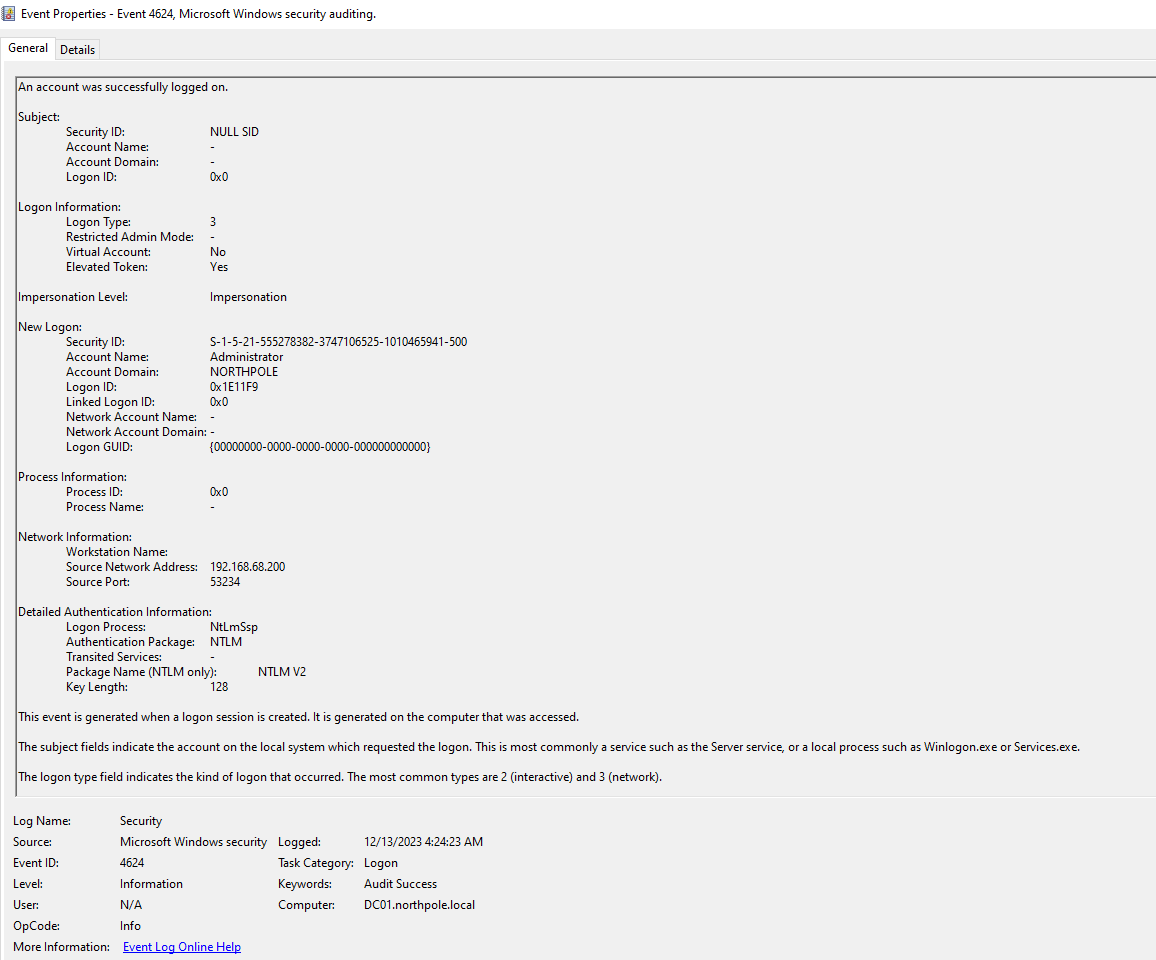 Event Properties - Event 4624, Microsoft Windows security auditing.
General Details
An account was successfully logged on.
Subject:
Security ID: NULL SID
Account Name: -
Account Domain: -
Logon ID: 0x0
Logon Information:
Logon Type: 3
Restricted Admin Mode: -
Virtual Account: No
Elevated Token: Yes
Impersonation Level: Impersonation
New Logon:
Security ID: S-1-5-21-555278382-3747106525-1010465941-500
Account Name: Administrator
Account Domain: NORTHPOLE
Logon ID: 0x1E11F9
Linked Logon ID: 0x0
Network Account Name: -
Network Account Domain: -
Logon GUID: {00000000-0000-0000-0000-000000000000}
Process Information:
Process ID: 0x0
Process Name: -
Network Information:
Workstation Name:
Source Network Address: 192.168.68.200
Source Port: 53234
Detailed Authentication Information:
Logon Process: NtLmSsp
Authentication Package: NTLM
Transited Services: -
Package Name (NTLM only): NTLM V2
Key Length: 128
This event is generated when a logon session is created. It is generated on the computer that was accessed.
The subject fields indicate the account on the local system which requested the logon. This is most commonly a service such as the Server service, or a local process such as Winlogon.exe or Services.exe.
The logon type field indicates the kind of logon that occurred. The most common types are 2 (interactive) and 3 (network).
Log Name: Security
Source: Microsoft Windows security Logged: 12/13/2023 4:24:23 AM
Event ID: 4624 Task Category: Logon
Level: Information Keywords: Audit Success
User: N/A Computer: DC01.northpole.local
OpCode: Info
More Information: Event Log Online Help